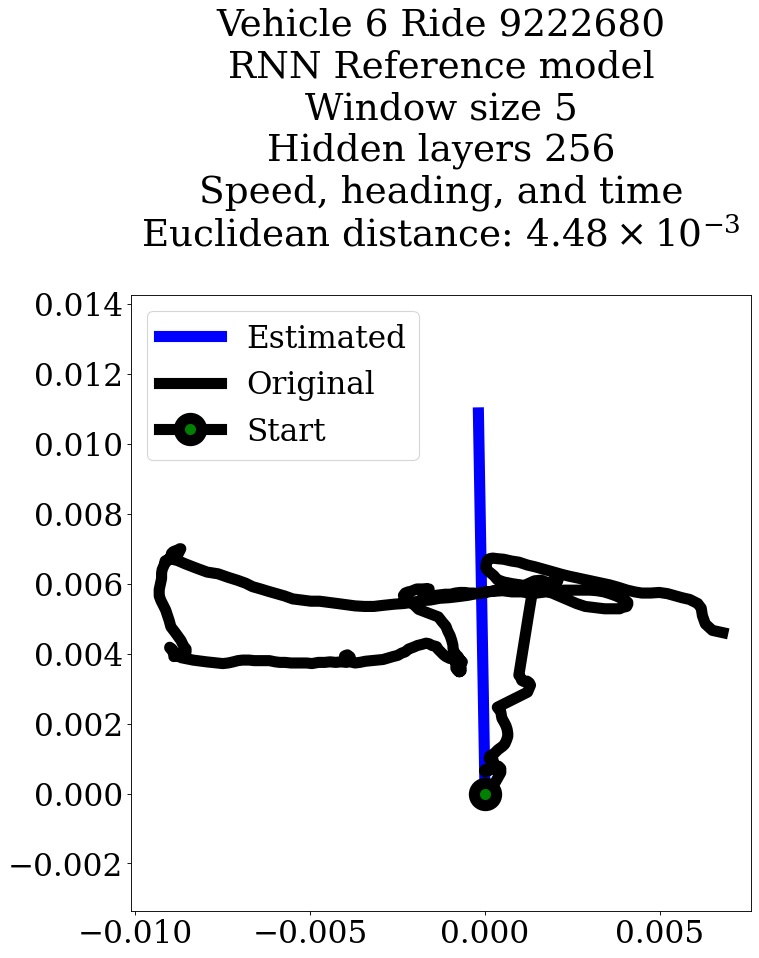 Vehicle 6 Ride 9222680
RNN Reference model
Window size 5
Hidden layers 256
Speed, heading, and time
Euclidean distance: 4.48 × 10⁻³
0.014
0.012
0.010
0.008
0.006
0.004
0.002
0.000
−0.002
Estimated
Original
Start
−0.010 −0.005 0.000 0.005